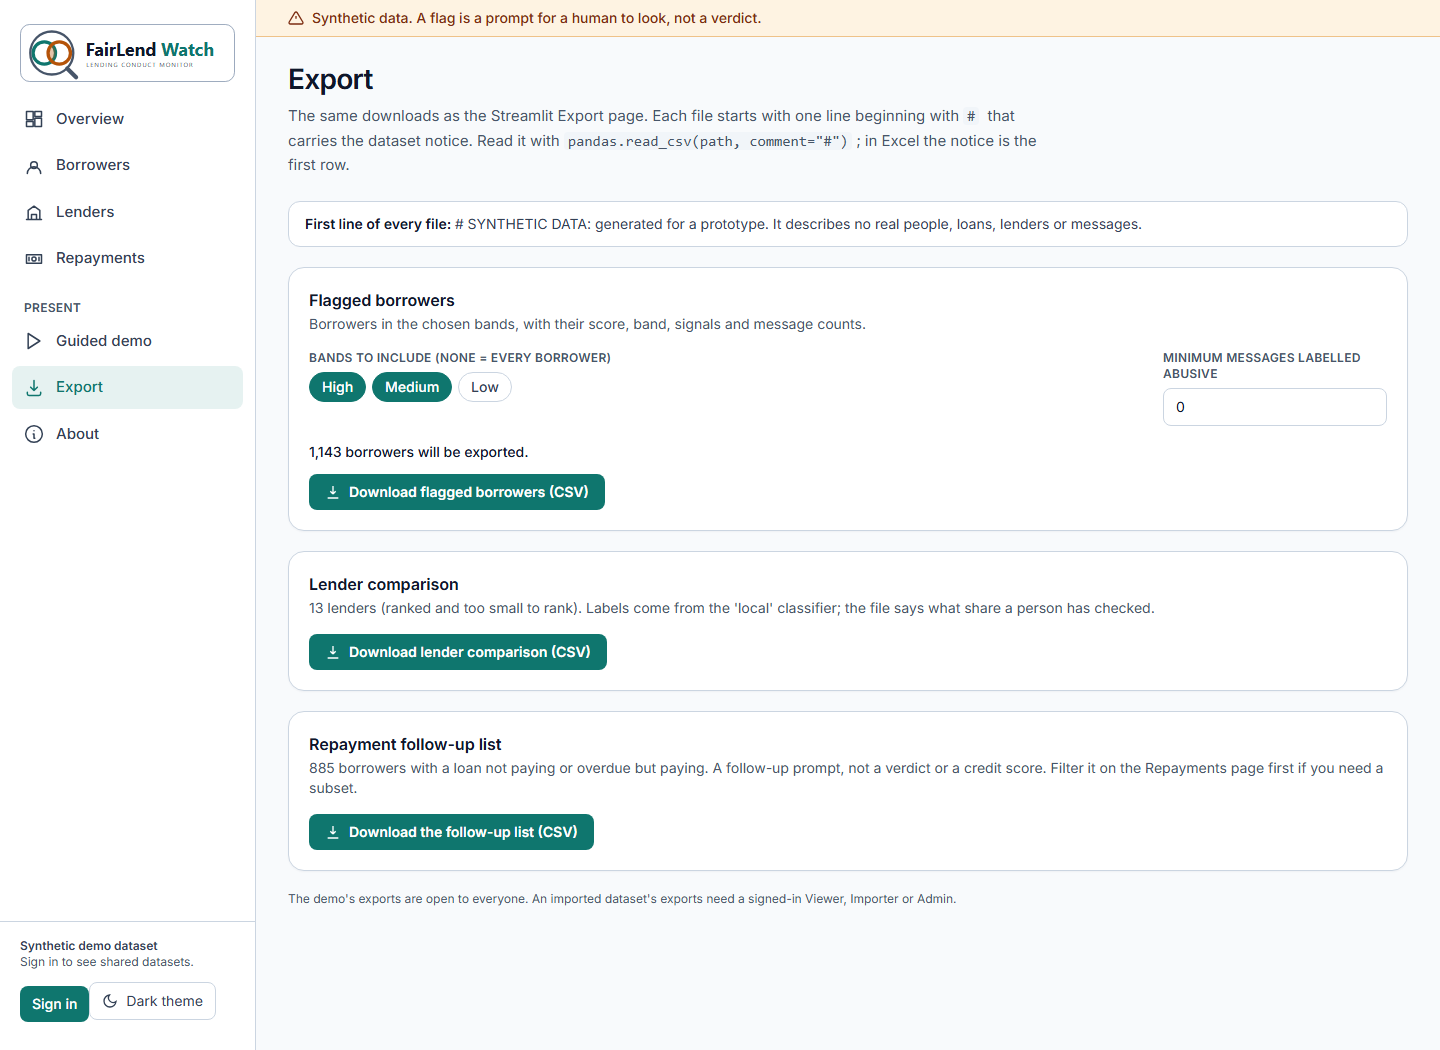 FairLend Watch
LENDING CONDUCT MONITOR
Overview
Borrowers
Lenders
Repayments
PRESENT
Guided demo
Export
About
Synthetic demo dataset
Sign in to see shared datasets.
Sign in
Dark theme
Synthetic data. A flag is a prompt for a human to look, not a verdict.
Export
The same downloads as the Streamlit Export page. Each file starts with one line beginning with # that
carries the dataset notice. Read it with pandas.read_csv(path, comment="#") ; in Excel the notice is the
first row.
First line of every file: # SYNTHETIC DATA: generated for a prototype. It describes no real people, loans, lenders or messages.
Flagged borrowers
Borrowers in the chosen bands, with their score, band, signals and message counts.
BANDS TO INCLUDE (NONE = EVERY BORROWER)
High Medium Low
MINIMUM MESSAGES LABELLED
ABUSIVE
0
1,143 borrowers will be exported.
Download flagged borrowers (CSV)
Lender comparison
13 lenders (ranked and too small to rank). Labels come from the 'local' classifier; the file says what share a person has checked.
Download lender comparison (CSV)
Repayment follow-up list
885 borrowers with a loan not paying or overdue but paying. A follow-up prompt, not a verdict or a credit score. Filter it on the Repayments page first if you need a
subset.
Download the follow-up list (CSV)
The demo's exports are open to everyone. An imported dataset's exports need a signed-in Viewer, Importer or Admin.